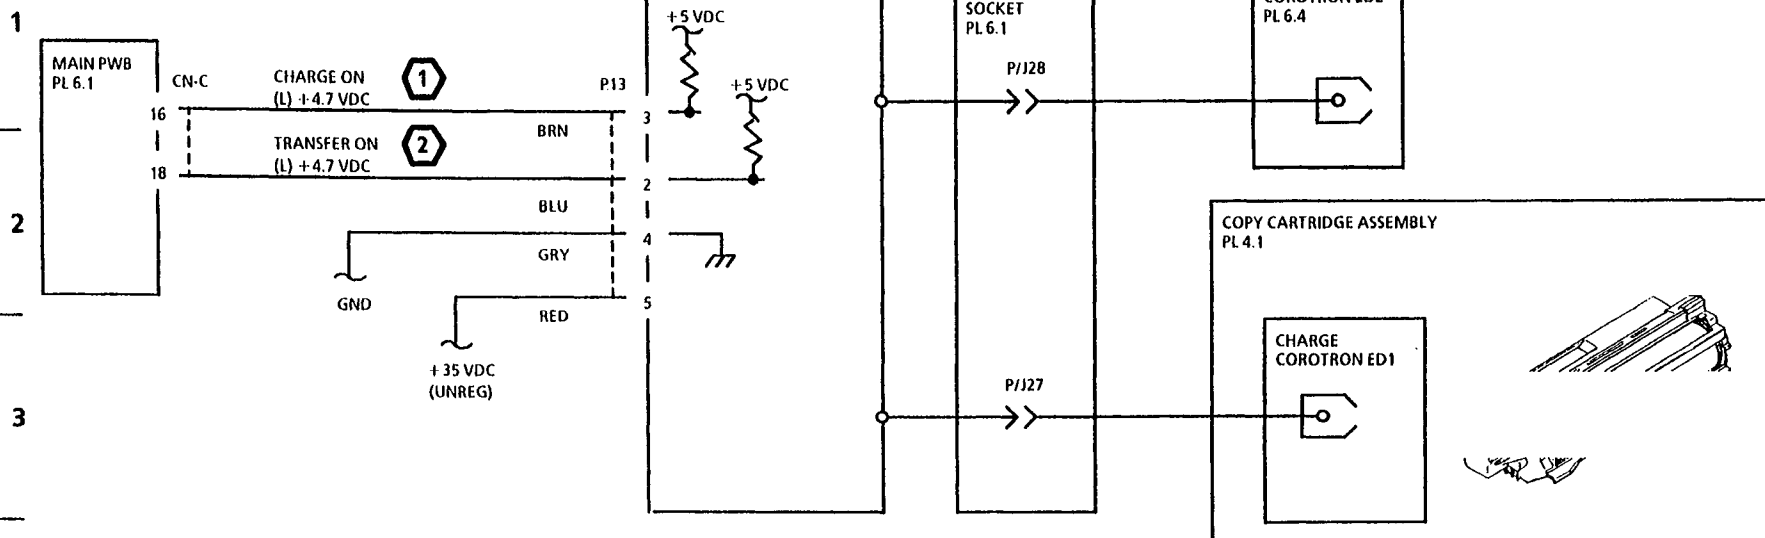 1
+5 VDC
SOCKET
PL 6.1
PL 6.4
MAIN PWB
PL 6.1
CN-C
CHARGE ON
(L) +4.7 VDC
1
P.13
+5 VDC
P/J28
16
3
BRN
TRANSFER ON
(L) +4.7 VDC
2
18
2
BLU
2
4
GRY
COPY CARTRIDGE ASSEMBLY
PL 4.1
GND
5
RED
+35 VDC
(UNREG)
CHARGE
COROTRON ED1
P/J27
3